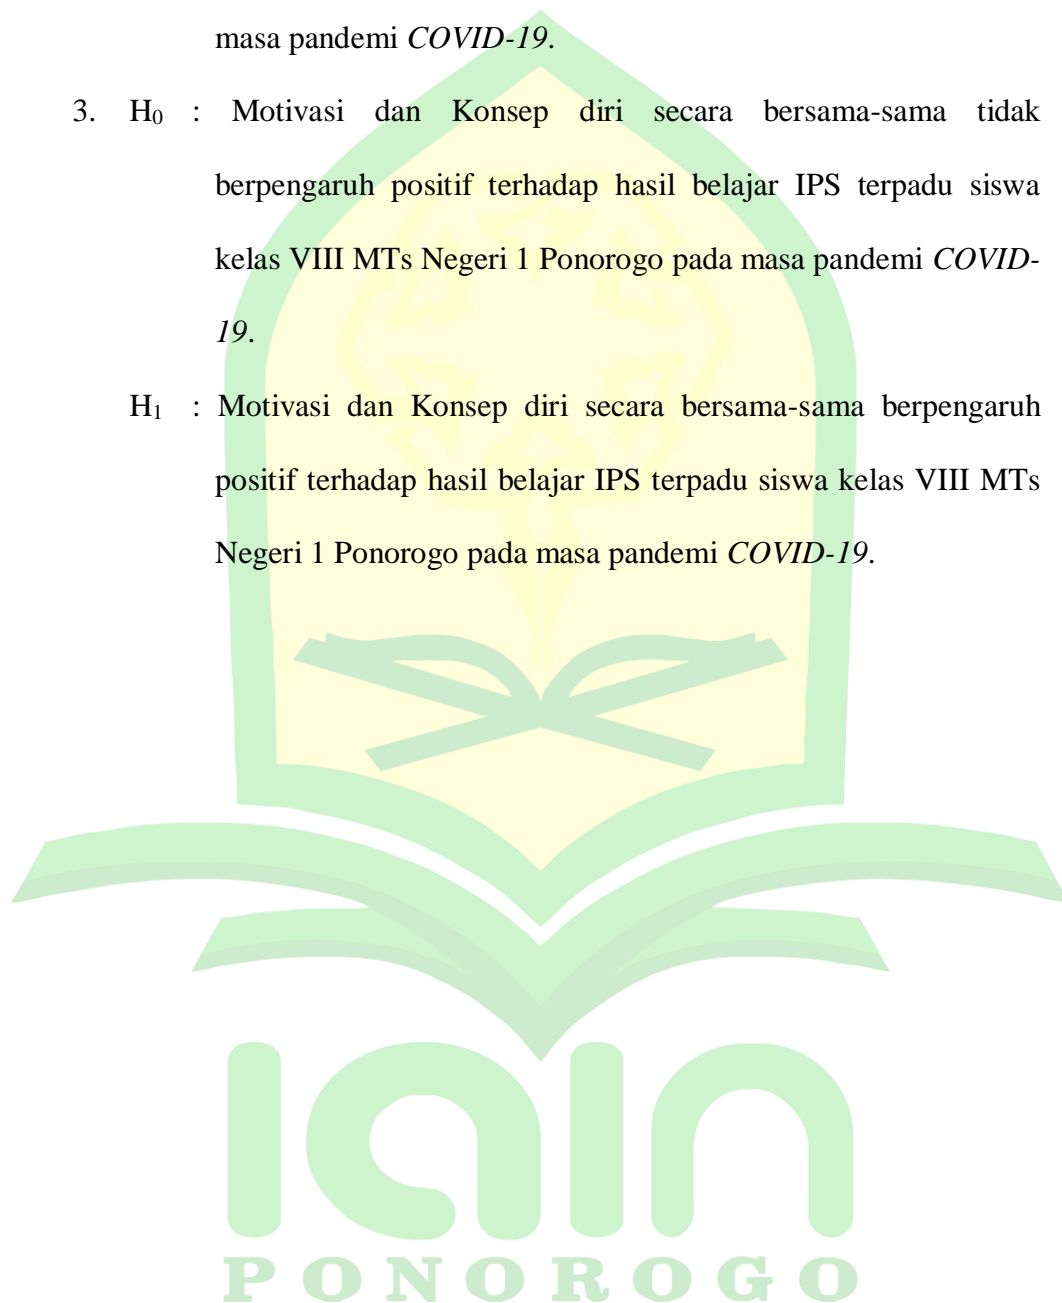 masa pandemi COVID-19.
3. H₀ : Motivasi dan Konsep diri secara bersama-sama tidak
berpengaruh positif terhadap hasil belajar IPS terpadu siswa
kelas VIII MTs Negeri 1 Ponorogo pada masa pandemi COVID-
19.
H₁ : Motivasi dan Konsep diri secara bersama-sama berpengaruh
positif terhadap hasil belajar IPS terpadu siswa kelas VIII MTs
Negeri 1 Ponorogo pada masa pandemi COVID-19.
IAIN
PONOROGO